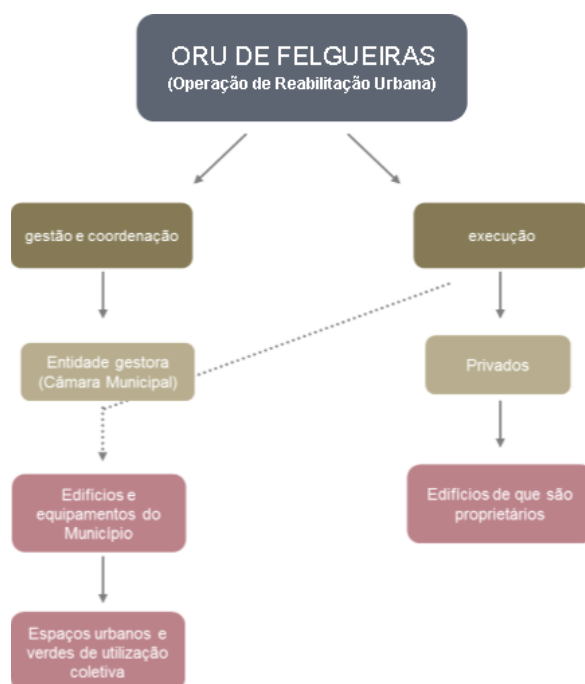 ORU DE FELGUEIRAS
(Operação de Reabilitação Urbana)
gestão e coordenação
execução
Entidade gestora
(Câmara Municipal)
Privados
Edifícios e
equipamentos do
Município
Edifícios de que são
proprietários
Espaços urbanos e
verdes de utilização
coletiva